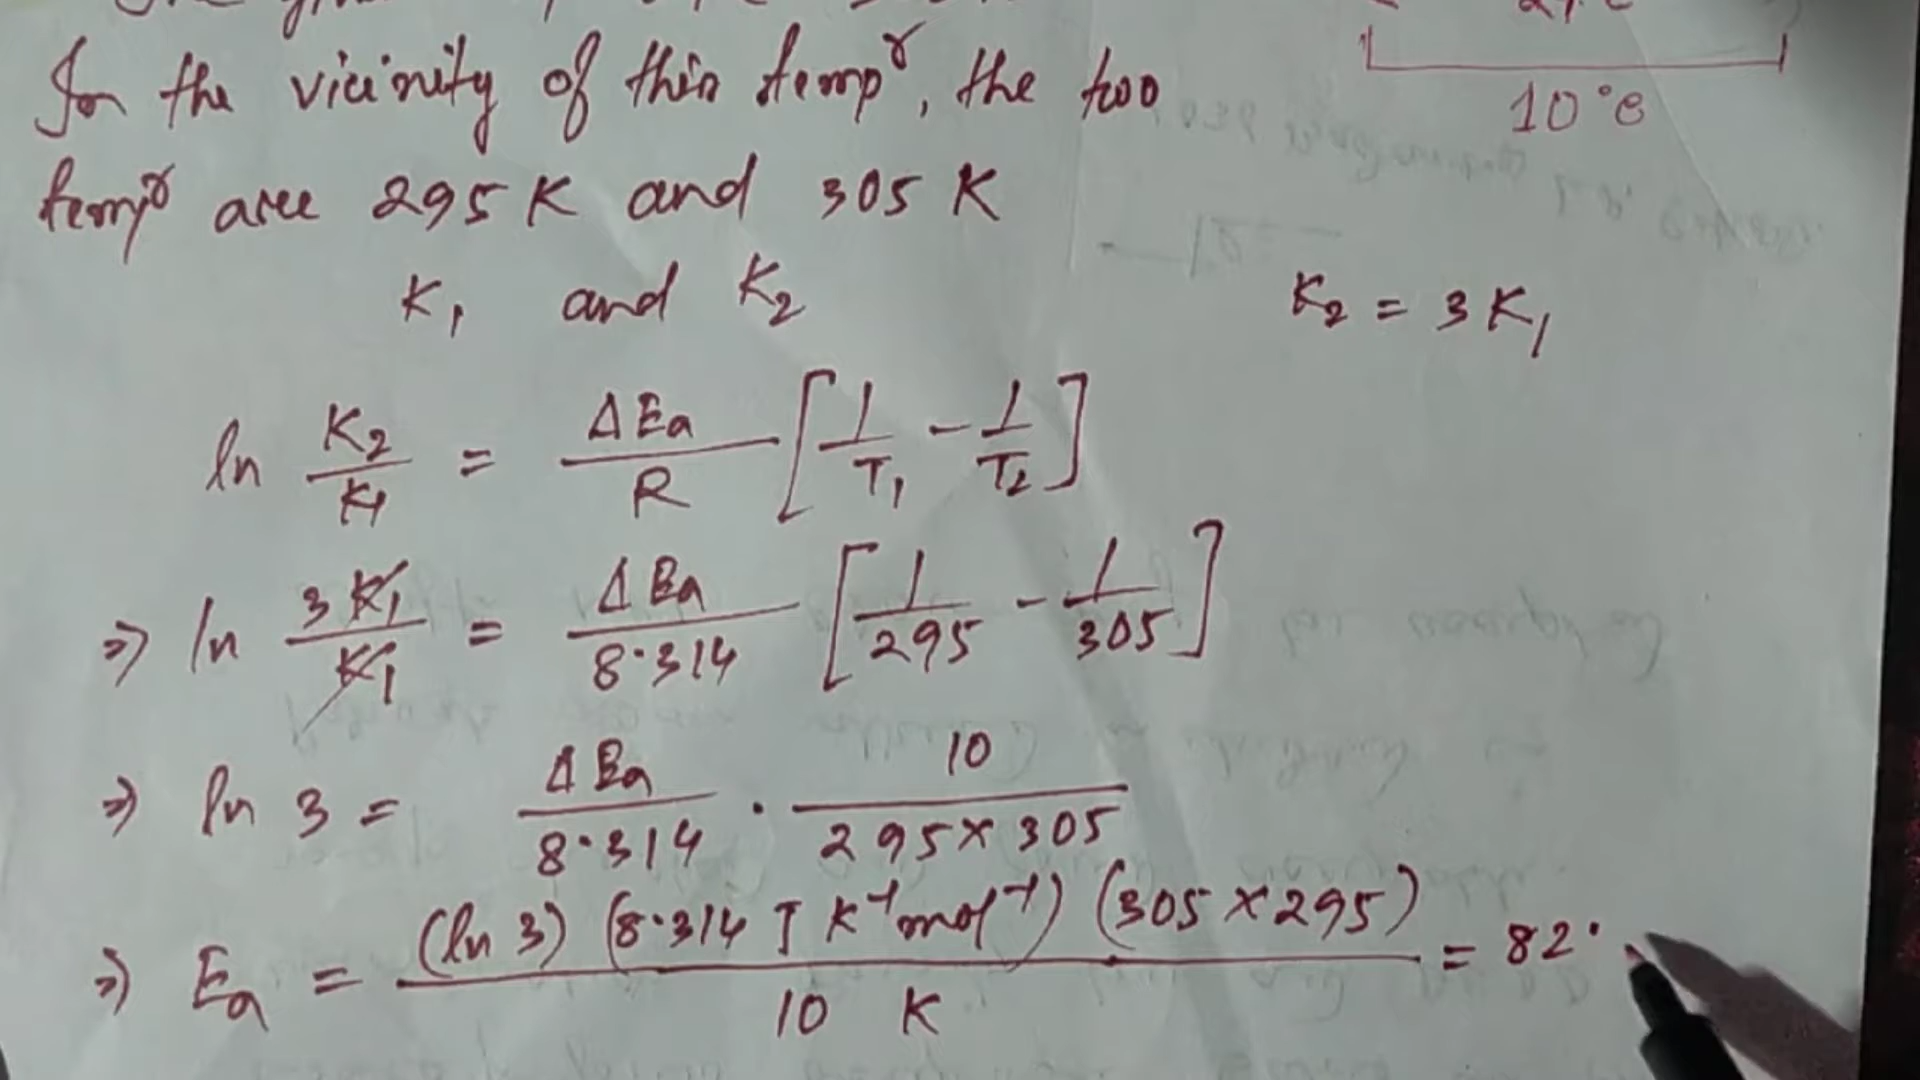 In the vicinity of this tempr, the two
tempr are 295 K and 305 K
10°C
K1 and K2
K2 = 3K1
ln K2/K1 = ΔEa/R [1/T1 - 1/T2]
⇒ ln 3K1/K1 = ΔEa/8.314 [1/295 - 1/305]
⇒ ln 3 = ΔEa/8.314 · 10/295×305
⇒ Ea = (ln 3) (8.314 J K⁻¹ mol⁻¹) (305×295)/10 K = 82.